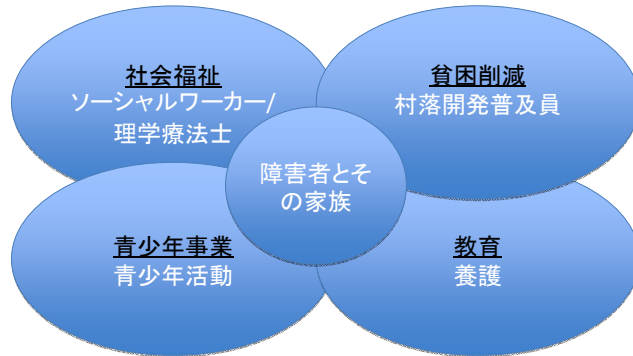 社会福祉
ソーシャルワーカー/
理学療法士
貧困削減
村落開発普及員
障害者とそ
の家族
青少年事業
青少年活動
教育
養護